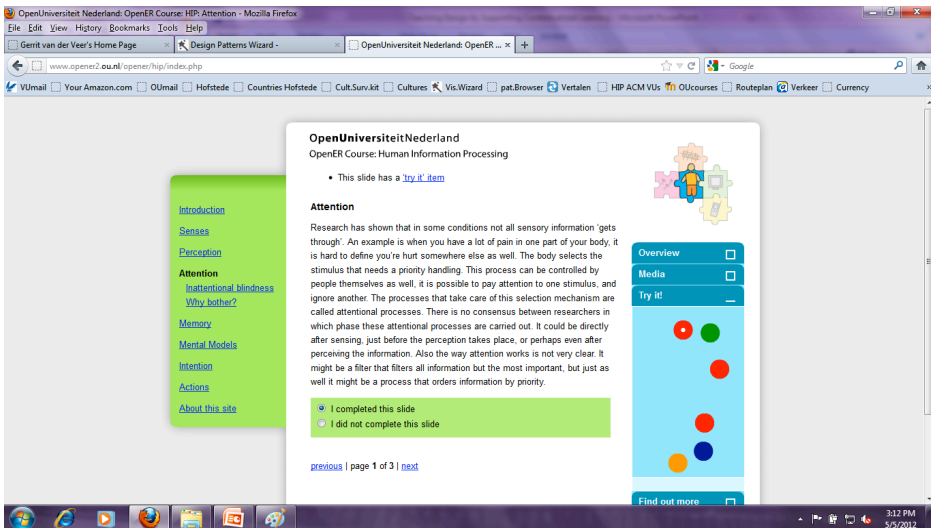 OpenUniversiteit Nederland: OpenER Course: HIP: Attention - Mozilla Firefox
File Edit View History Bookmarks Tools Help
Gerrit van der Veer's Home Page × Design Patterns Wizard - × OpenUniversiteit Nederland: OpenER ... × +
www.opener2.ou.nl/opener/hip/index.php
Google
VUmail Your Amazon.com OUmail Hofstede Countries Hofstede Cult.Surv.kit Cultures Vis.Wizard pat.Browser Vertalen HIP ACM VUs OUcourses Routeplan Verkeer Currency »
OpenUniversiteitNederland
OpenER Course: Human Information Processing
• This slide has a 'try it' item
Introduction
Senses
Perception
Attention
Inattentional blindness
Why bother?
Memory
Mental Models
Intention
Actions
About this site
Attention
Research has shown that in some conditions not all sensory information 'gets
through'. An example is when you have a lot of pain in one part of your body, it
is hard to define you're hurt somewhere else as well. The body selects the
stimulus that needs a priority handling. This process can be controlled by
people themselves as well, it is possible to pay attention to one stimulus, and
ignore another. The processes that take care of this selection mechanism are
called attentional processes. There is no consensus between researchers in
which phase these attentional processes are carried out. It could be directly
after sensing, just before the perception takes place, or perhaps even after
perceiving the information. Also the way attention works is not very clear. It
might be a filter that filters all information but the most important, but just as
well it might be a process that orders information by priority.
I completed this slide
I did not complete this slide
previous | page 1 of 3 | next
Overview
Media
Try it!
Find out more
3:12 PM
5/5/2012